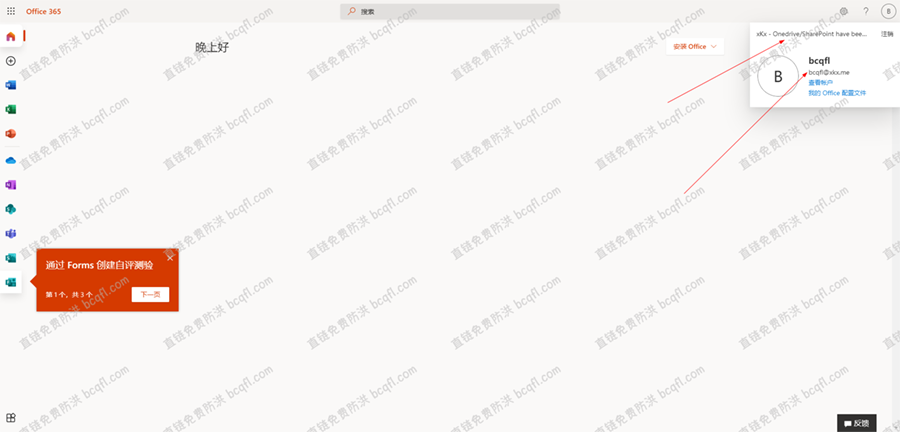 Office 365
搜索
?
B
xKx - Onedrive/SharePoint have bee...
注销
晚上好
安装 Office
B
bcqfl
bcqfl@xkx.me
查看帐户
我的 Office 配置文件
通过 Forms 创建自评测验
第 1 个，共 3 个
下一页
反馈
直链免费防洪 bcqfl.com